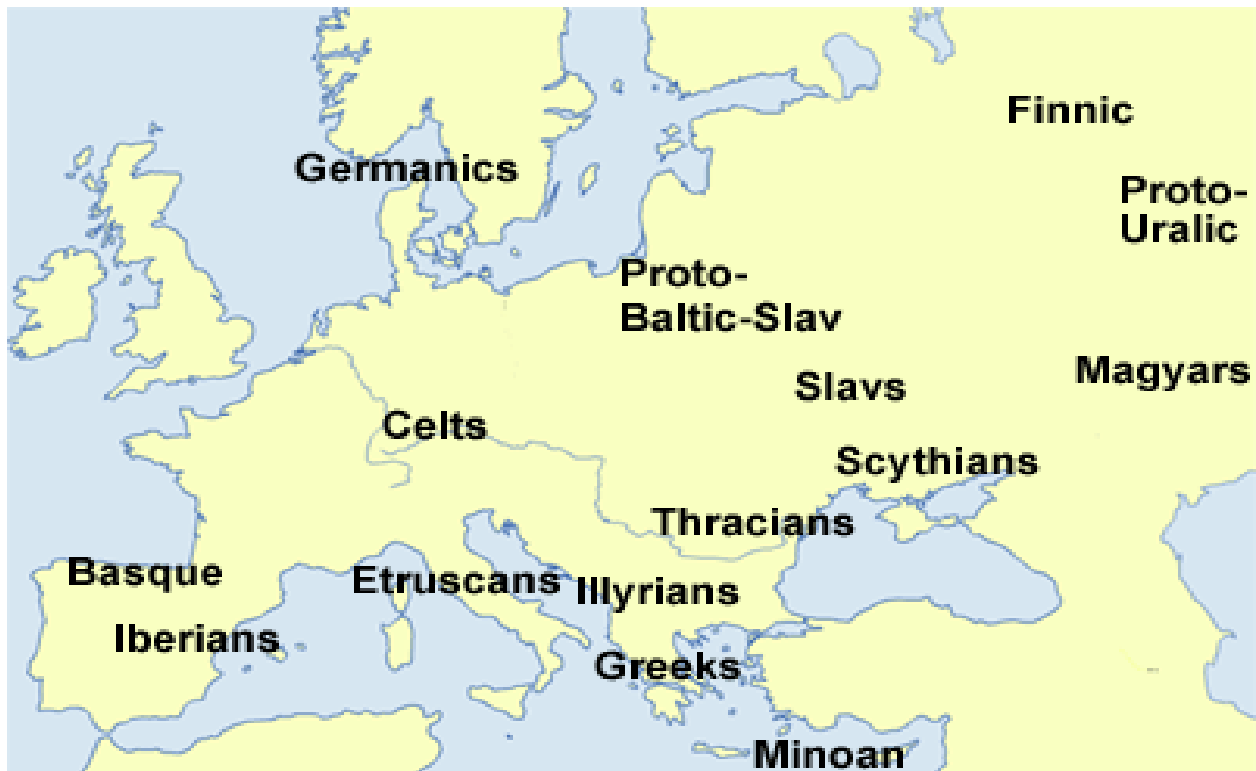 Finnic
Germanics
Proto-
Uralic
Proto-
Baltic-Slav
Magyars
Slavs
Celts
Scythians
Thracians
Basque
Etruscans
Illyrians
Iberians
Greeks
Minoan